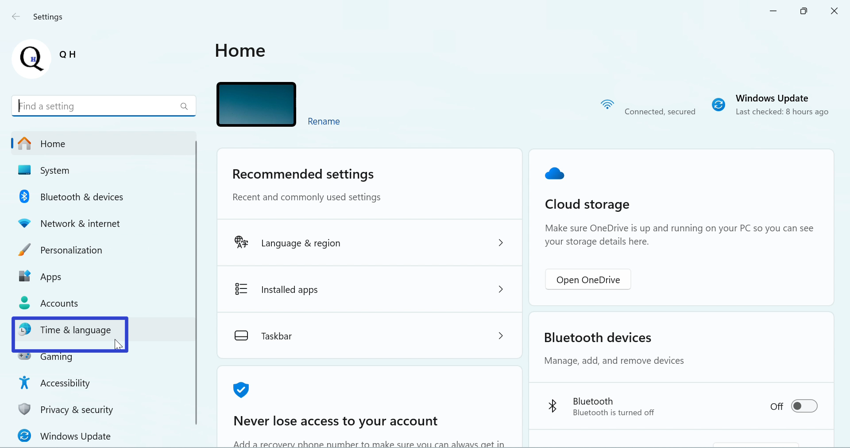 Settings
Q H
Find a setting
Home
System
Bluetooth & devices
Network & internet
Personalization
Apps
Accounts
Time & language
Gaming
Accessibility
Privacy & security
Windows Update
Home
Rename
Connected, secured
Windows Update
Last checked: 8 hours ago
Recommended settings
Recent and commonly used settings
Language & region
Installed apps
Taskbar
Never lose access to your account
Add a recovery phone number to make sure you can always get in
Cloud storage
Make sure OneDrive is up and running on your PC so you can see
your storage details here.
Open OneDrive
Bluetooth devices
Manage, add, and remove devices
Bluetooth
Bluetooth is turned off
Off